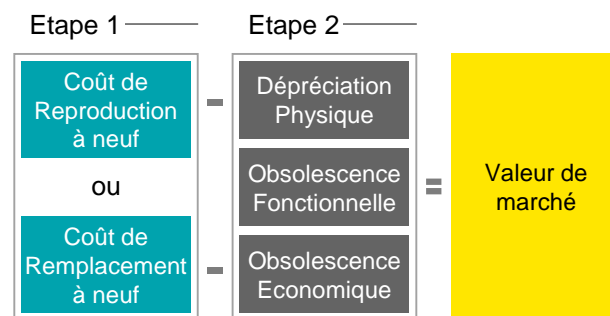 Etape 1
Etape 2
Coût de
Reproduction
à neuf
ou
Coût de
Remplacement
à neuf
Dépréciation
Physique
Obsolescence
Fonctionnelle
Obsolescence
Economique
=
Valeur de
marché